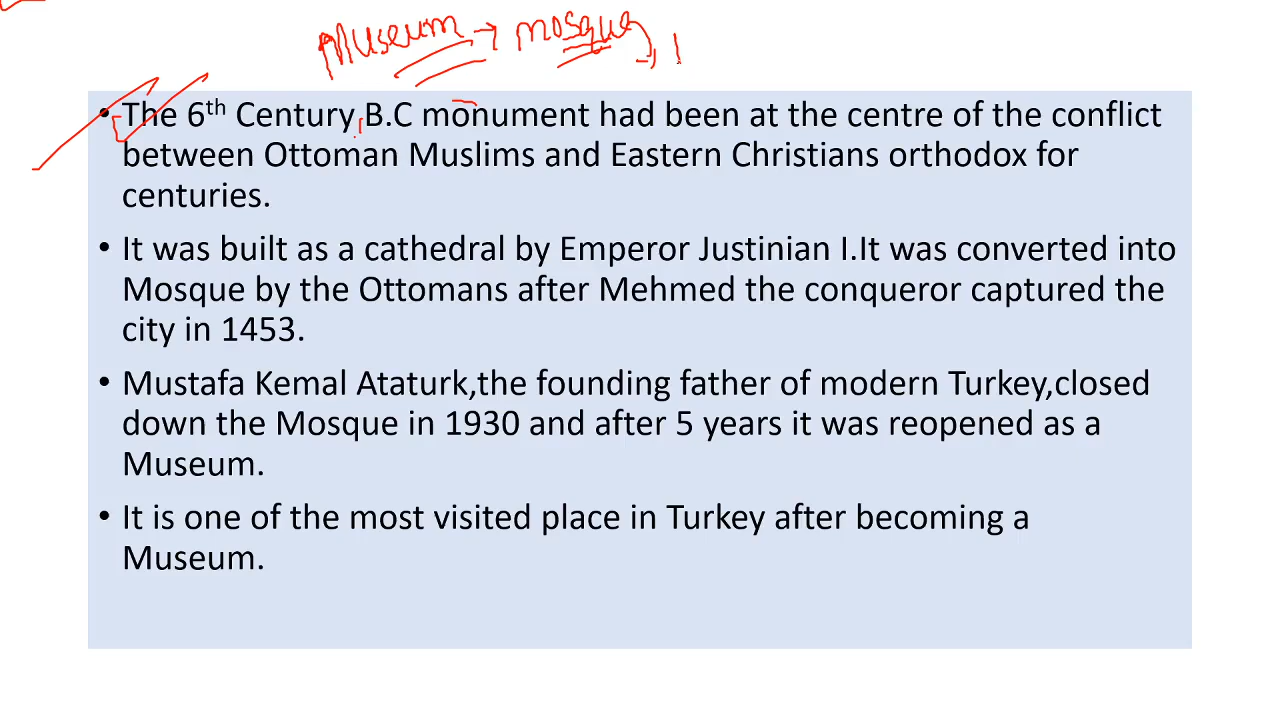 Museum → mosque,
• The 6th Century B.C monument had been at the centre of the conflict
between Ottoman Muslims and Eastern Christians orthodox for
centuries.
• It was built as a cathedral by Emperor Justinian I.It was converted into
Mosque by the Ottomans after Mehmed the conqueror captured the
city in 1453.
• Mustafa Kemal Ataturk,the founding father of modern Turkey,closed
down the Mosque in 1930 and after 5 years it was reopened as a
Museum.
• It is one of the most visited place in Turkey after becoming a
Museum.